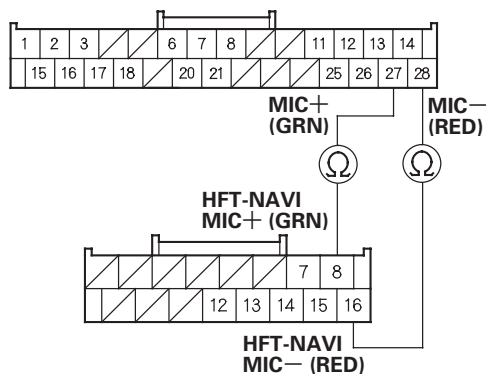 1 2 3 6 7 8 11 12 13 14
15 16 17 18 20 21 25 26 27 28
MIC+
(GRN)
MIC−
(RED)
Ω Ω
HFT-NAVI
MIC+ (GRN)
7 8
12 13 14 15 16
HFT-NAVI
MIC− (RED)